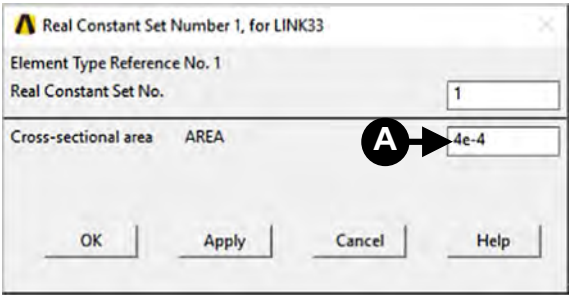 Real Constant Set Number 1, for LINK33
Element Type Reference No. 1
Real Constant Set No. 1
Cross-sectional area AREA A 4e-4
OK Apply Cancel Help